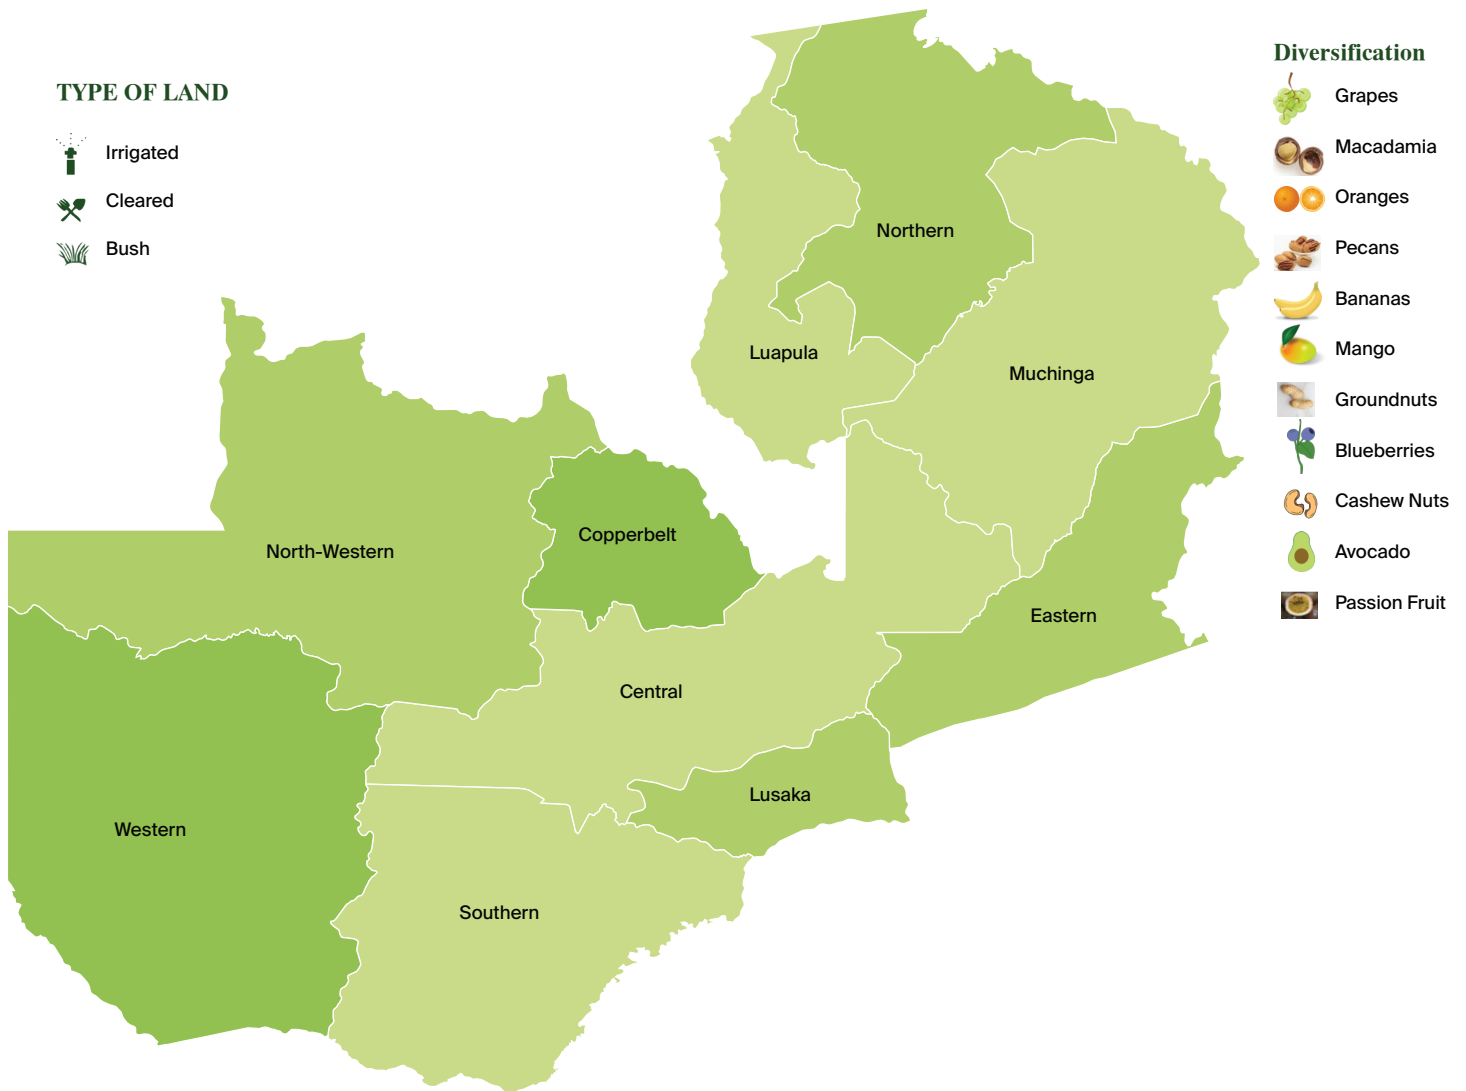 TYPE OF LAND
Irrigated
Cleared
Bush
Diversification
Grapes
Macadamia
Oranges
Pecans
Bananas
Mango
Groundnuts
Blueberries
Cashew Nuts
Avocado
Passion Fruit
Northern
Luapula
Muchinga
Copperbelt
North-Western
Eastern
Central
Lusaka
Western
Southern